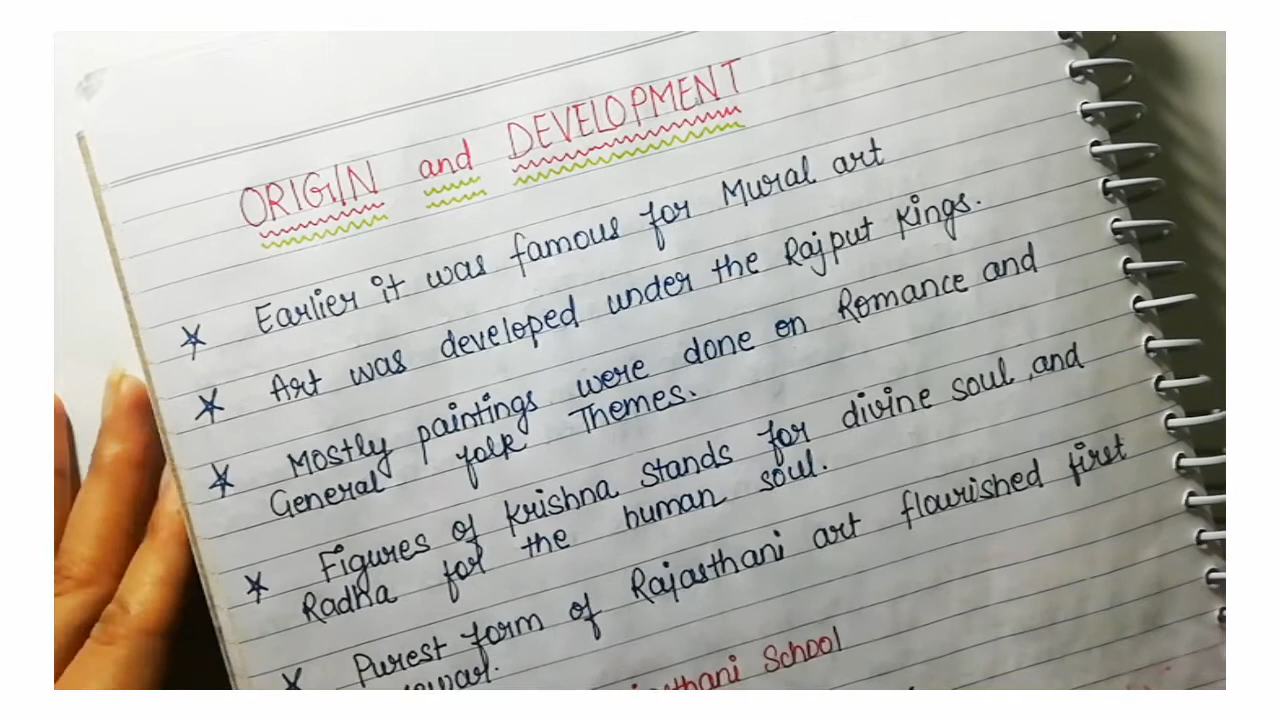 ORIGIN and DEVELOPMENT
Earlier it was famous for Mural art
Art was developed under the Rajput Kings.
Mostly paintings were done on Romance and
General folk Themes.
Figures of Krishna stands for divine soul and
Radha for the human soul.
Purest form of Rajasthani art flourished first
School